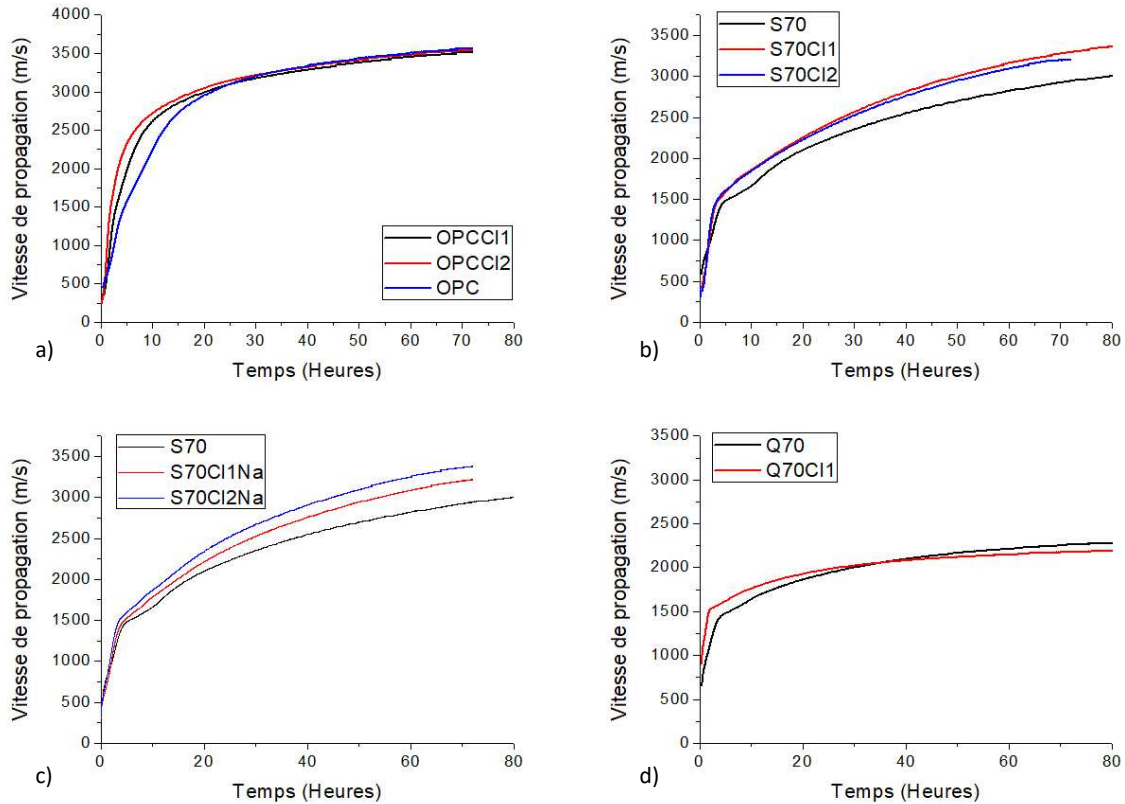 4000
3500
3000
2500
2000
1500
1000
500
0
Vitesse de propagation (m/s)
OPCCl1
OPCCl2
OPC
0 10 20 30 40 50 60 70 80
Temps (Heures)
a)
3500
3000
2500
2000
1500
1000
500
0
Vitesse de propagation (m/s)
S70
S70Cl1
S70Cl2
0 20 40 60 80
Temps (Heures)
b)
3500
3000
2500
2000
1500
1000
500
0
Vitesse de propagation (m/s)
S70
S70Cl1Na
S70Cl2Na
0 20 40 60 80
Temps (Heures)
c)
3500
3000
2500
2000
1500
1000
500
0
Vitesse de propagation (m/s)
Q70
Q70Cl1
0 20 40 60 80
Temps (Heures)
d)